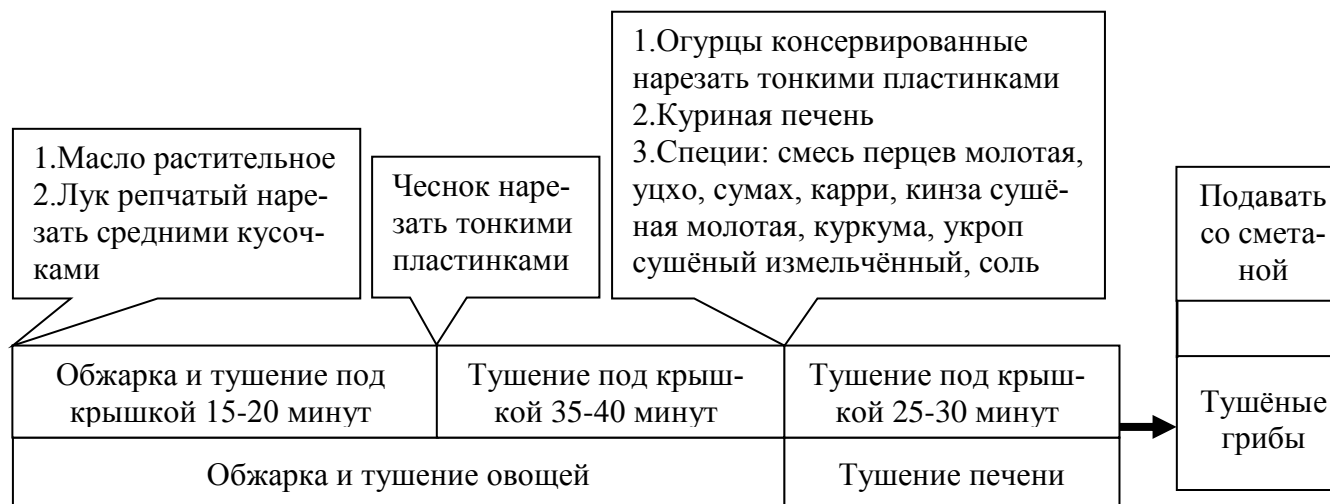 1.Масло растительное
2.Лук репчатый наре-
зать средними кусоч-
ками
Чеснок наре-
зать тонкими
пластинками
1.Огурцы консервированные
нарезать тонкими пластинками
2.Куриная печень
3.Специи: смесь перцев молотая,
уцхо, сумах, карри, кинза сушё-
ная молотая, куркума, укроп
сушёный измельчённый, соль
Подавать
со смета-
ной
Обжарка и тушение под
крышкой 15-20 минут
Тушение под крыш-
кой 35-40 минут
Тушение под крыш-
кой 25-30 минут
Тушёные
грибы
Обжарка и тушение овощей
Тушение печени